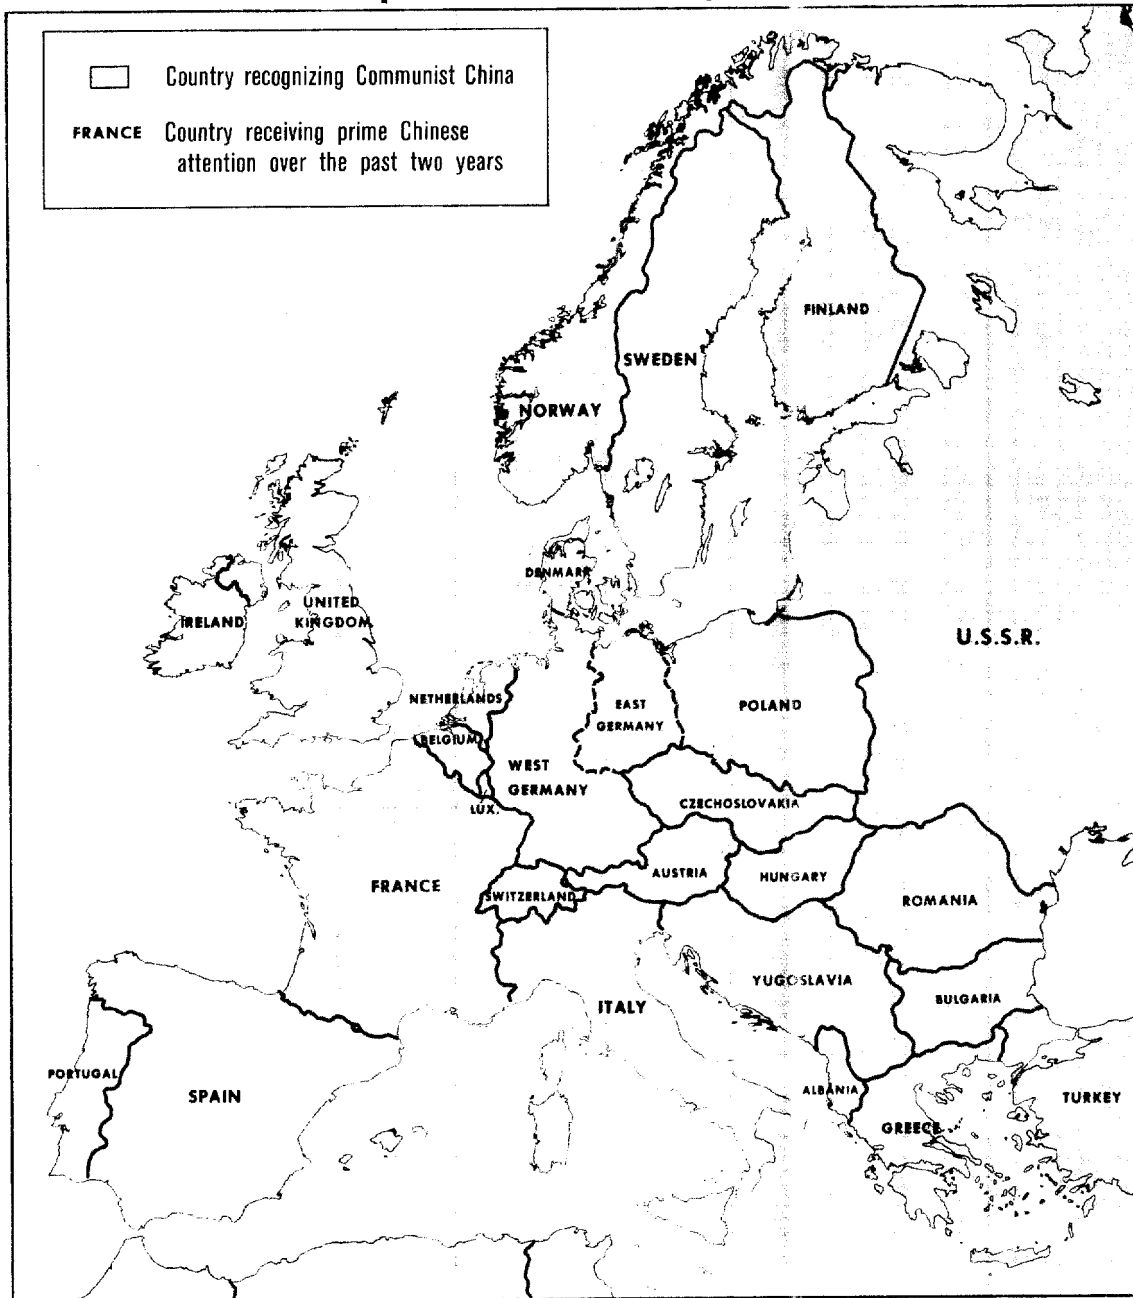 Country recognizing Communist China
FRANCE Country receiving prime Chinese
attention over the past two years
FINLAND
SWEDEN
NORWAY
DENMARK
UNITED
KINGDOM
IRELAND
U.S.S.R.
NETHERLANDS
EAST
GERMANY
POLAND
BELGIUM
WEST
GERMANY
LUX.
CZECHOSLOVAKIA
FRANCE
SWITZERLAND
AUSTRIA
HUNGARY
ROMANIA
YUGOSLAVIA
BULGARIA
ITALY
PORTUGAL
SPAIN
ALBANIA
GREECE
TURKEY